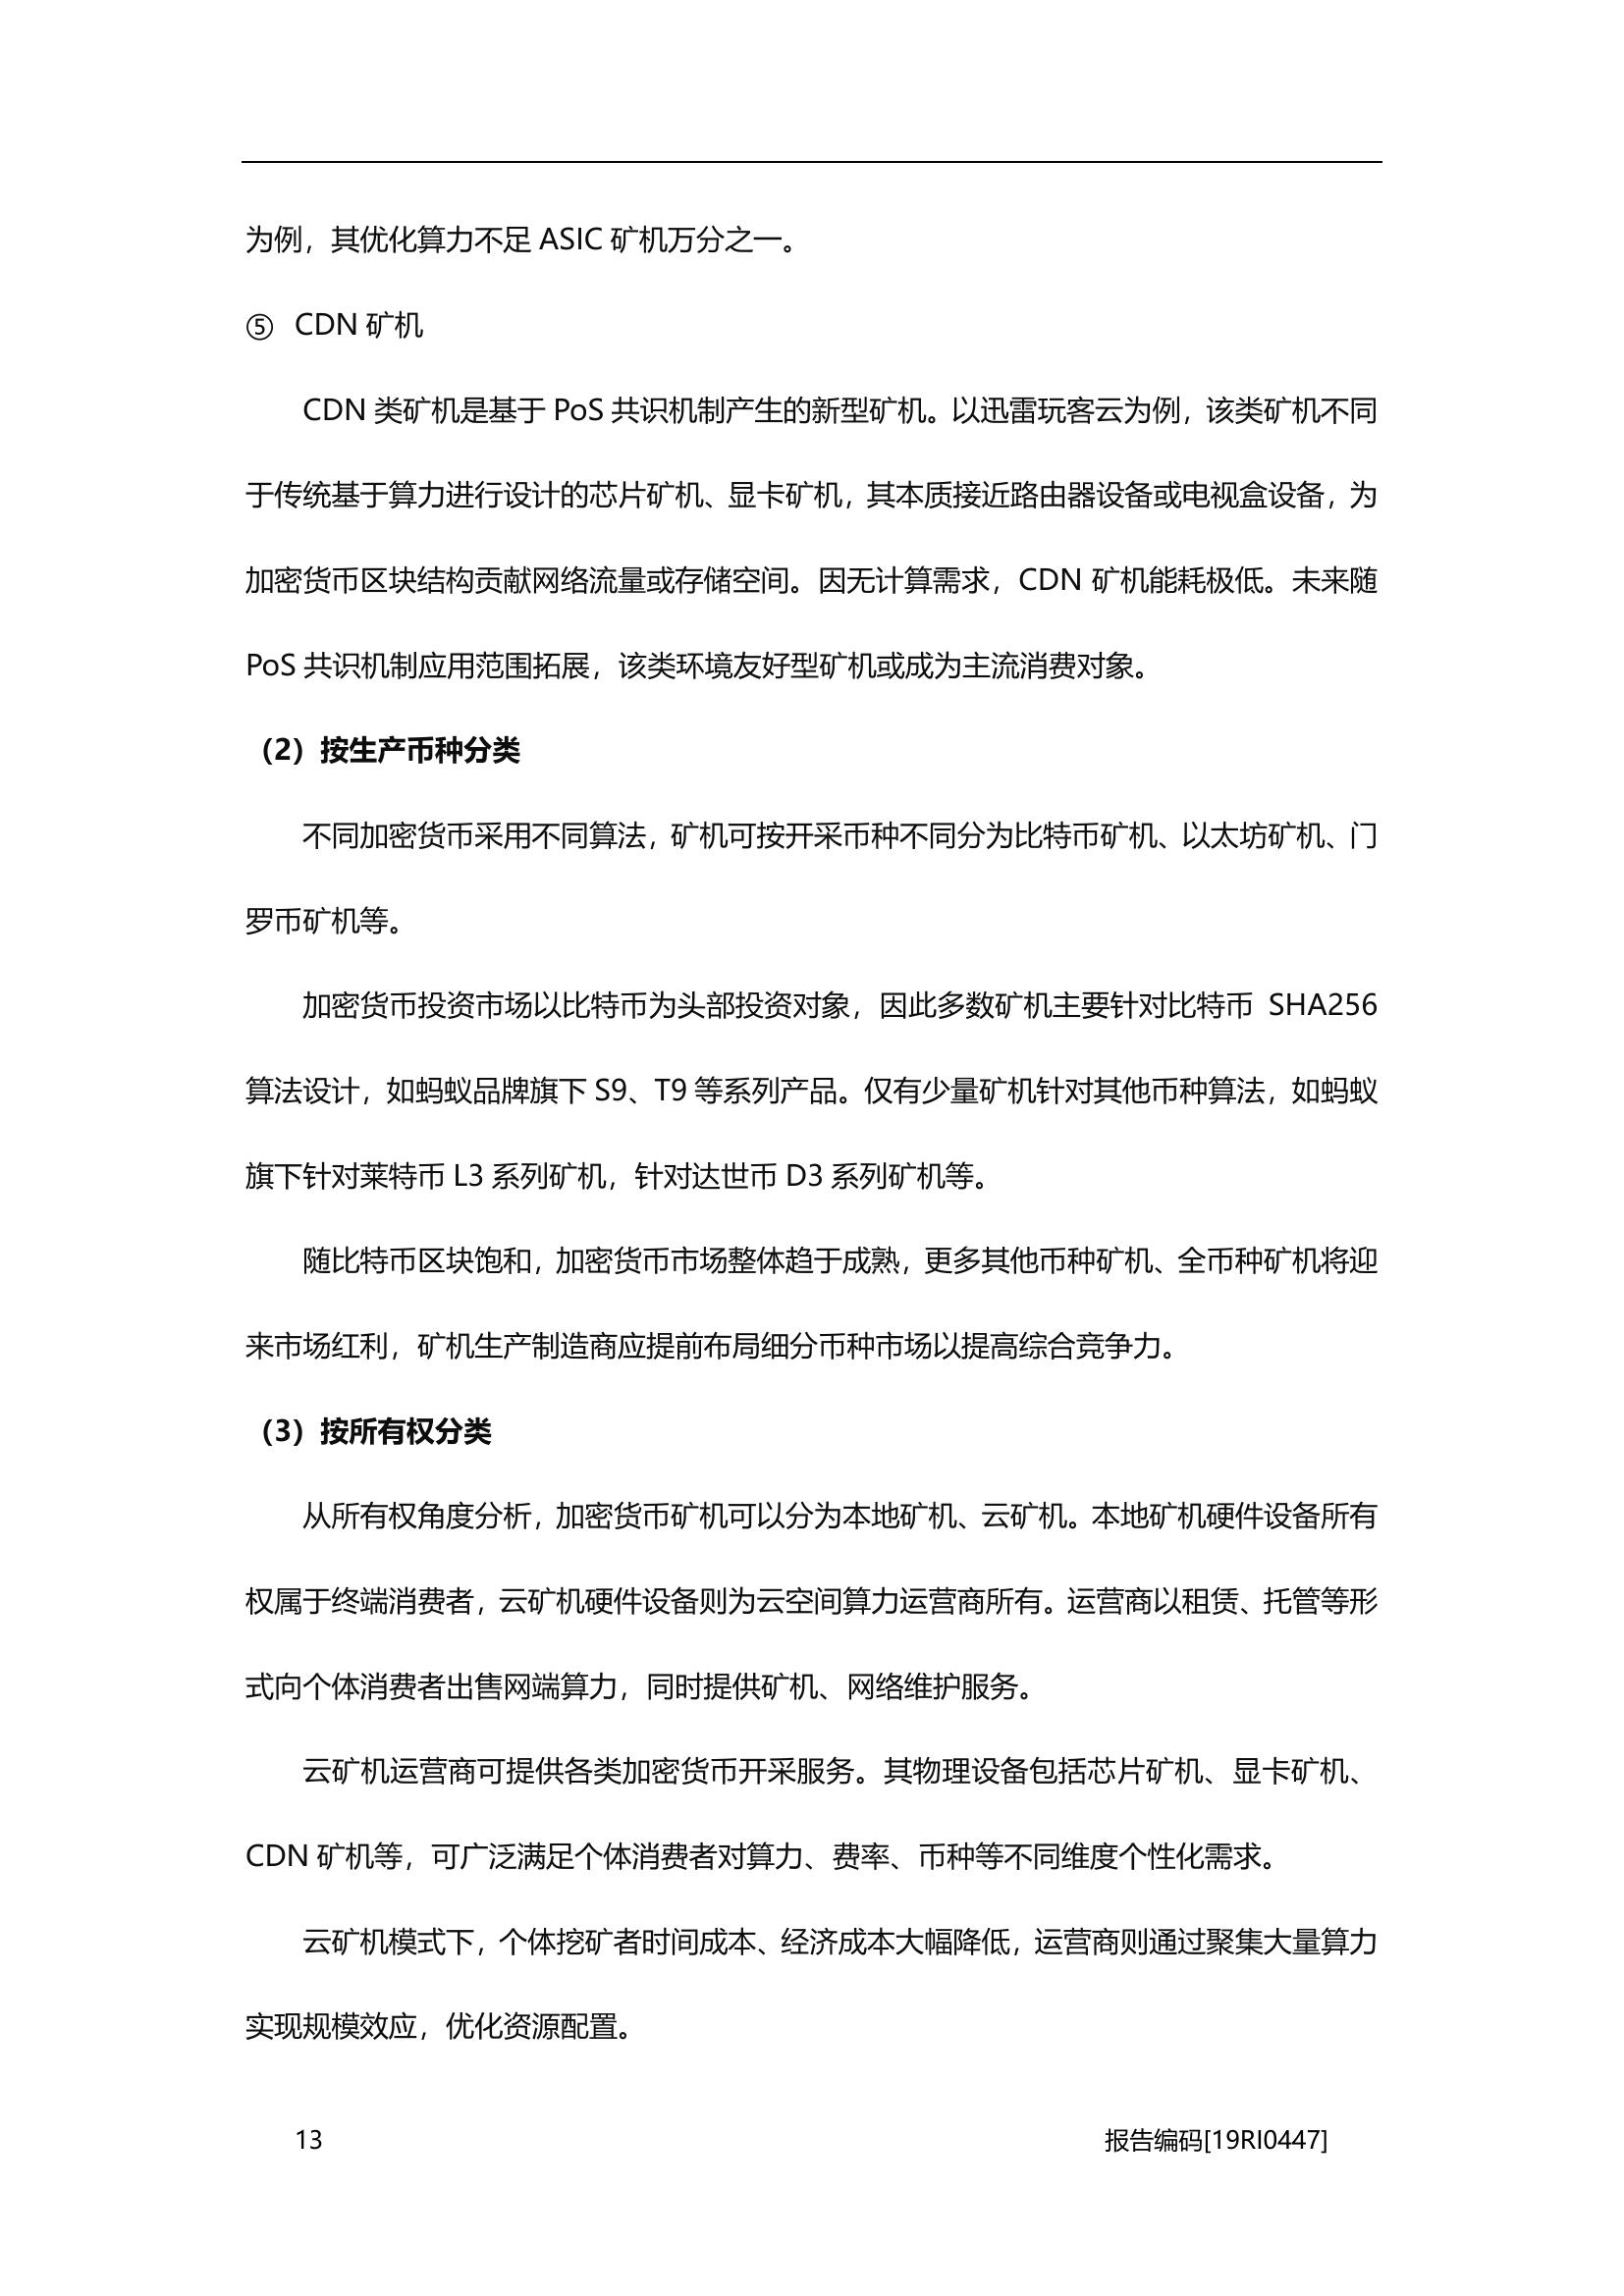 为例，其优化算力不足 ASIC 矿机万分之一。
⑤ CDN 矿机
CDN 类矿机是基于 PoS 共识机制产生的新型矿机。以迅雷玩客云为例，该类矿机不同
于传统基于算力进行设计的芯片矿机、显卡矿机，其本质接近路由器设备或电视盒设备，为
加密货币区块结构贡献网络流量或存储空间。因无计算需求，CDN 矿机能耗极低。未来随
PoS 共识机制应用范围拓展，该类环境友好型矿机或成为主流消费对象。
（2）按生产币种分类
不同加密货币采用不同算法，矿机可按开采币种不同分为比特币矿机、以太坊矿机、门
罗币矿机等。
加密货币投资市场以比特币为头部投资对象，因此多数矿机主要针对比特币 SHA256
算法设计，如蚂蚁品牌旗下 S9、T9 等系列产品。仅有少量矿机针对其他币种算法，如蚂蚁
旗下针对莱特币 L3 系列矿机，针对达世币 D3 系列矿机等。
随比特币区块饱和，加密货币市场整体趋于成熟，更多其他币种矿机、全币种矿机将迎
来市场红利，矿机生产制造商应提前布局细分币种市场以提高综合竞争力。
（3）按所有权分类
从所有权角度分析，加密货币矿机可以分为本地矿机、云矿机。本地矿机硬件设备所有
权属于终端消费者，云矿机硬件设备则为云空间算力运营商所有。运营商以租赁、托管等形
式向个体消费者出售网端算力，同时提供矿机、网络维护服务。
云矿机运营商可提供各类加密货币开采服务。其物理设备包括芯片矿机、显卡矿机、
CDN 矿机等，可广泛满足个体消费者对算力、费率、币种等不同维度个性化需求。
云矿机模式下，个体挖矿者时间成本、经济成本大幅降低，运营商则通过聚集大量算力
实现规模效应，优化资源配置。
13 报告编码[19RI0447]